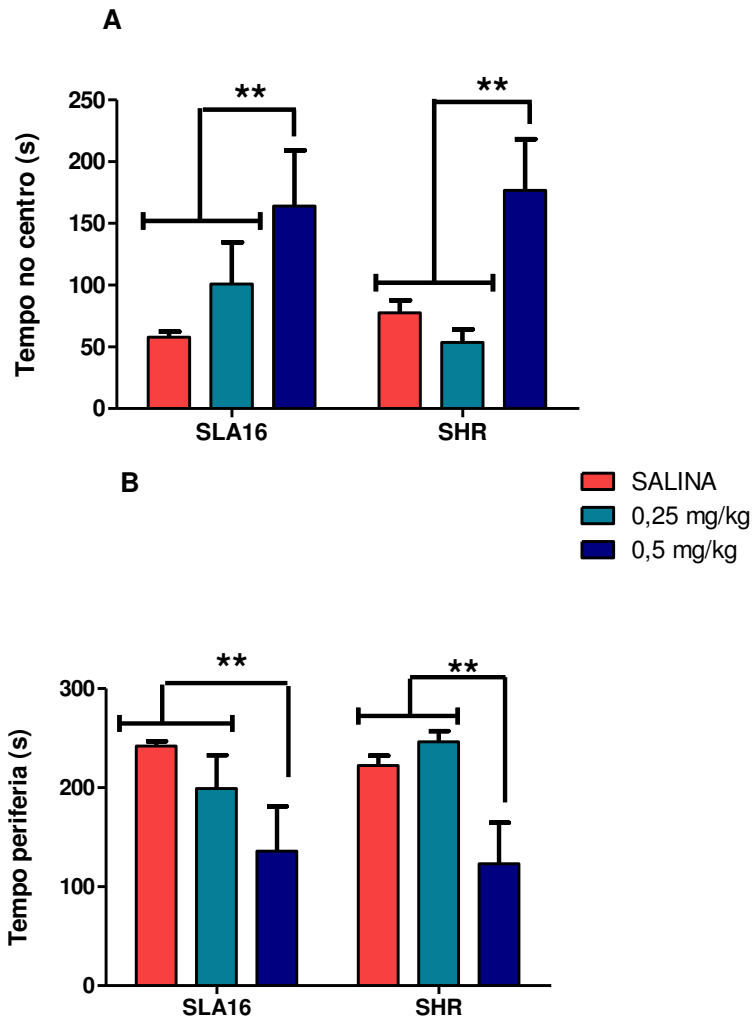 A
**
**
250
200
150
100
50
0
Tempo no centro (s)
SLA16
SHR
B
SALINA
0,25 mg/kg
0,5 mg/kg
**
**
300
200
100
0
Tempo periferia (s)
SLA16
SHR